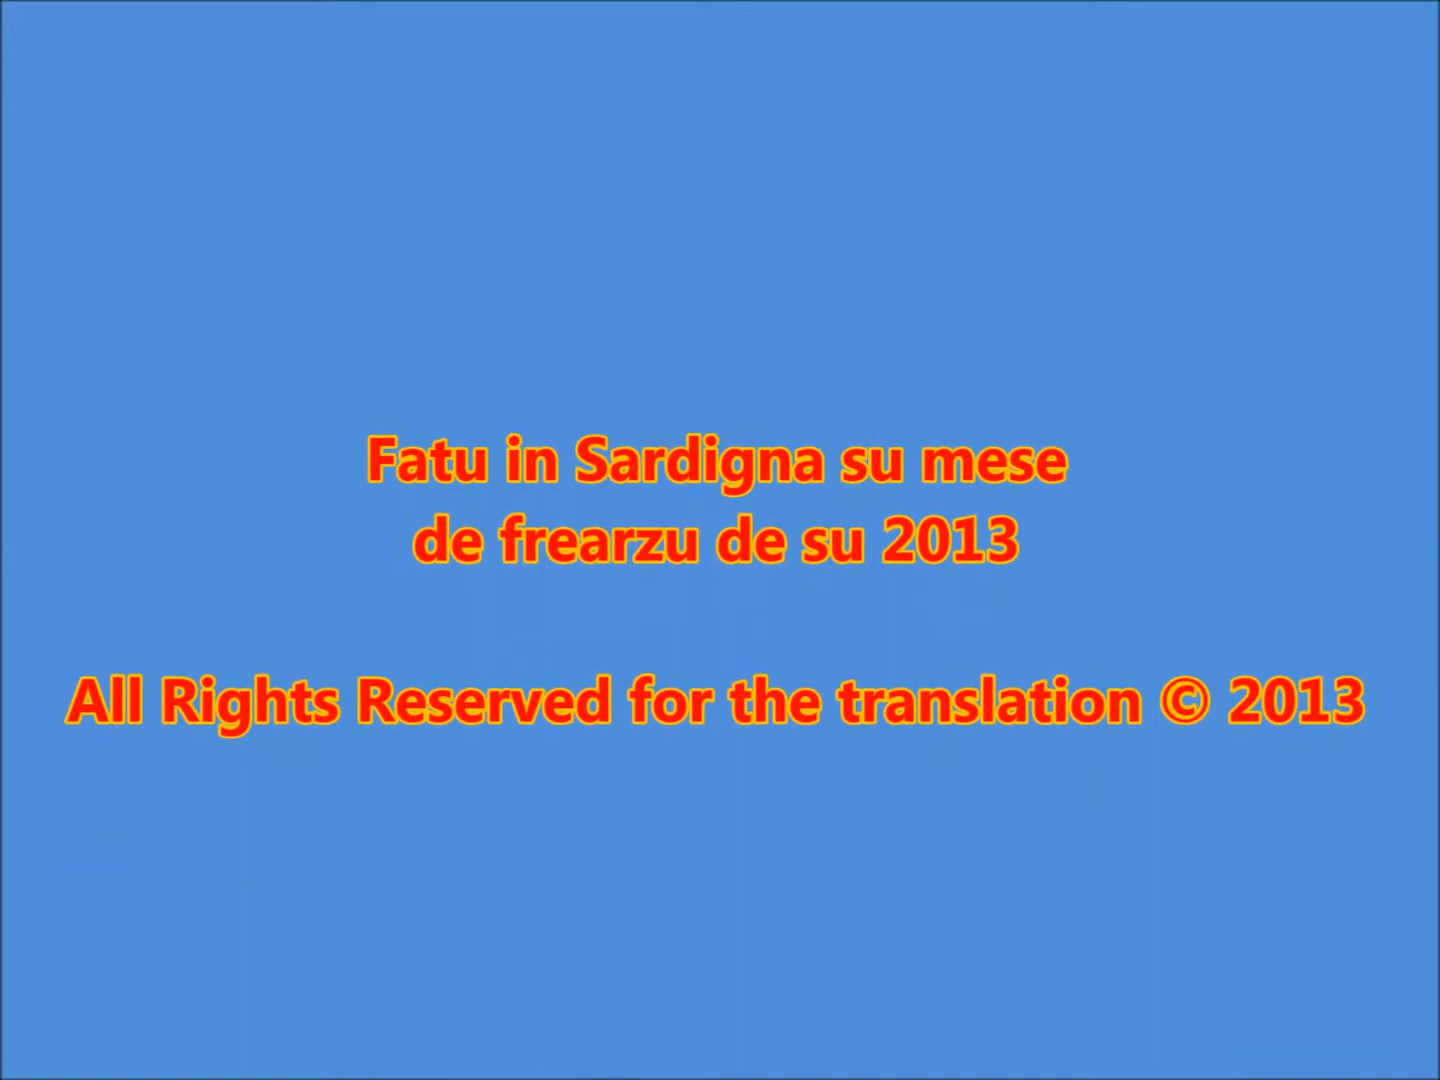 Fatu in Sardigna su mese
de frearzu de su 2013
All Rights Reserved for the translation © 2013